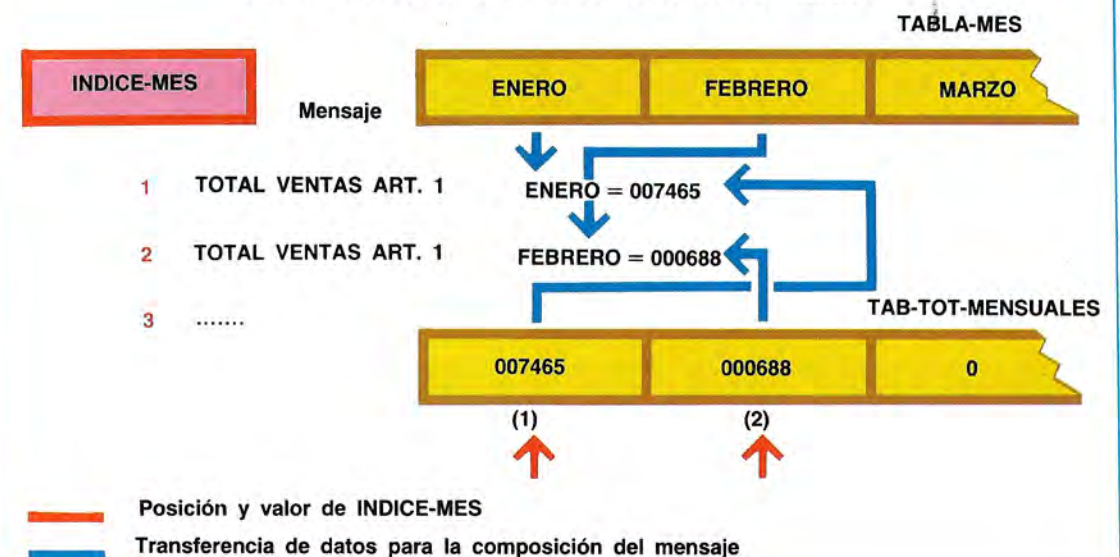 TABLA-MES
INDICE-MES
Mensaje
ENERO FEBRERO MARZO
1 TOTAL VENTAS ART. 1 ENERO = 007465
2 TOTAL VENTAS ART. 1 FEBRERO = 000688
3 .......
TAB-TOT-MENSUALES
007465 000688 0
(1) (2)
Posición y valor de INDICE-MES
Transferencia de datos para la composición del mensaje